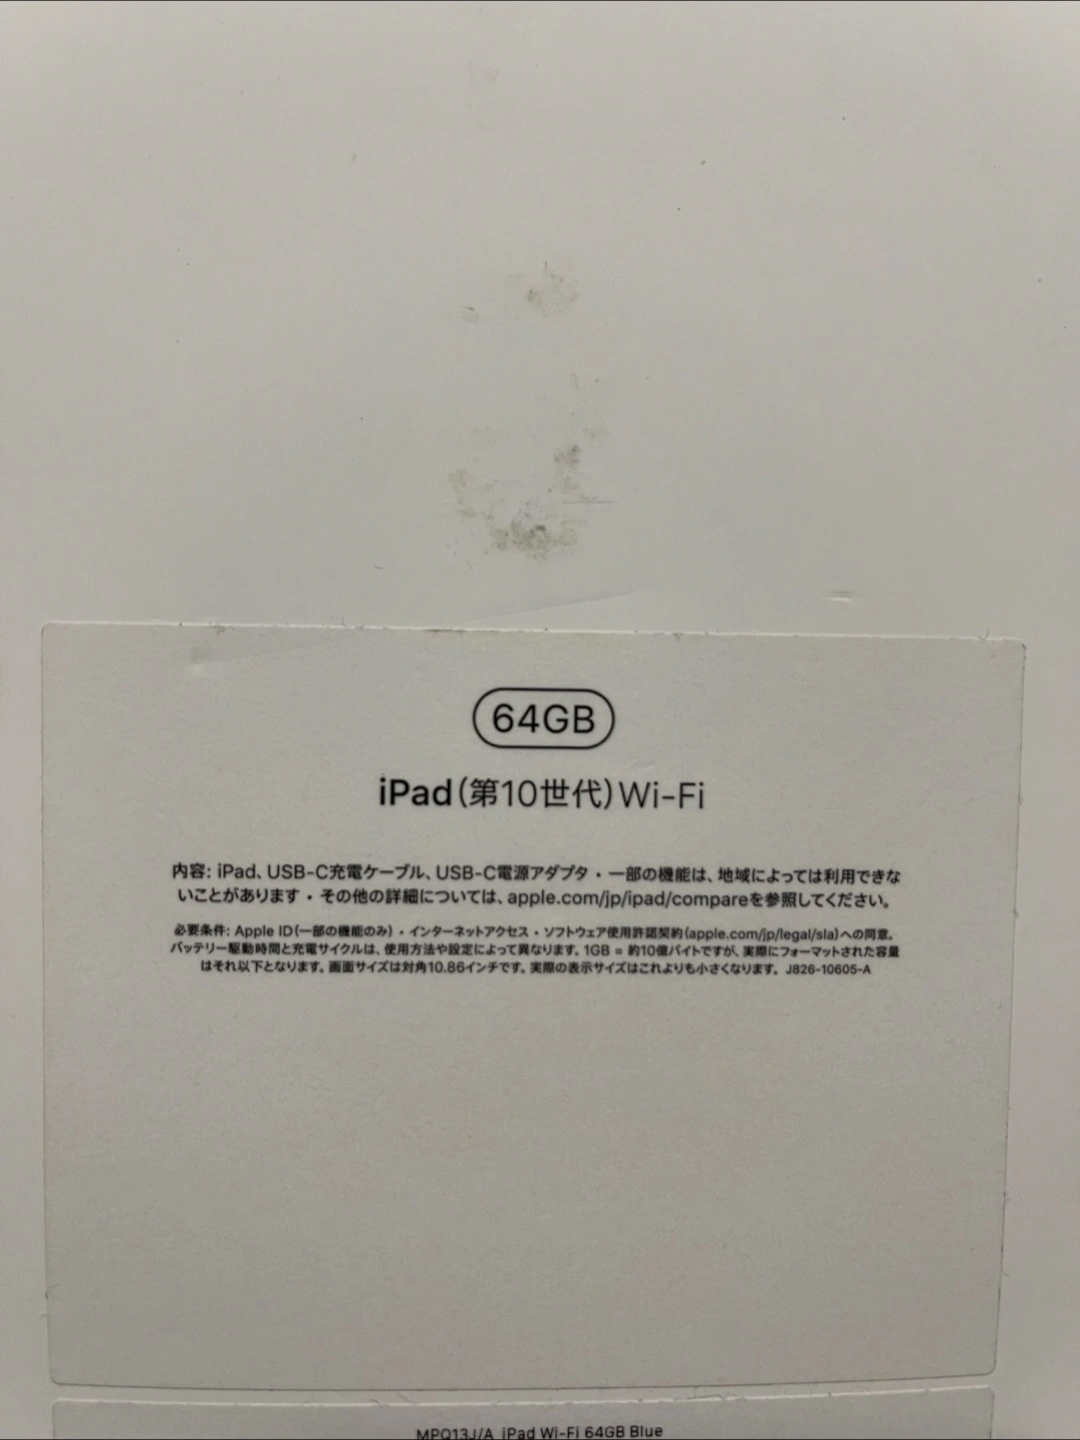 64GB
iPad(第10世代)Wi-Fi
内容: iPad、USB-C充電ケーブル、USB-C電源アダプタ・一部の機能は、地域によっては利用できな
いことがあります・その他の詳細については、apple.com/jp/ipad/compareを参照してください。
必要条件: Apple ID(一部の機能のみ)・インターネットアクセス・ソフトウェア使用許諾契約(apple.com/jp/legal/sla)への同意。
バッテリー駆動時間と充電サイクルは、使用方法や設定によって異なります。1GB = 約10億バイトですが、実際にフォーマットされた容量
はそれ以下となります。画面サイズは対角10.86インチです。実際の表示サイズはこれよりも小さくなります。J826-10605-A
MPQ13J/A iPad Wi-Fi 64GB Blue